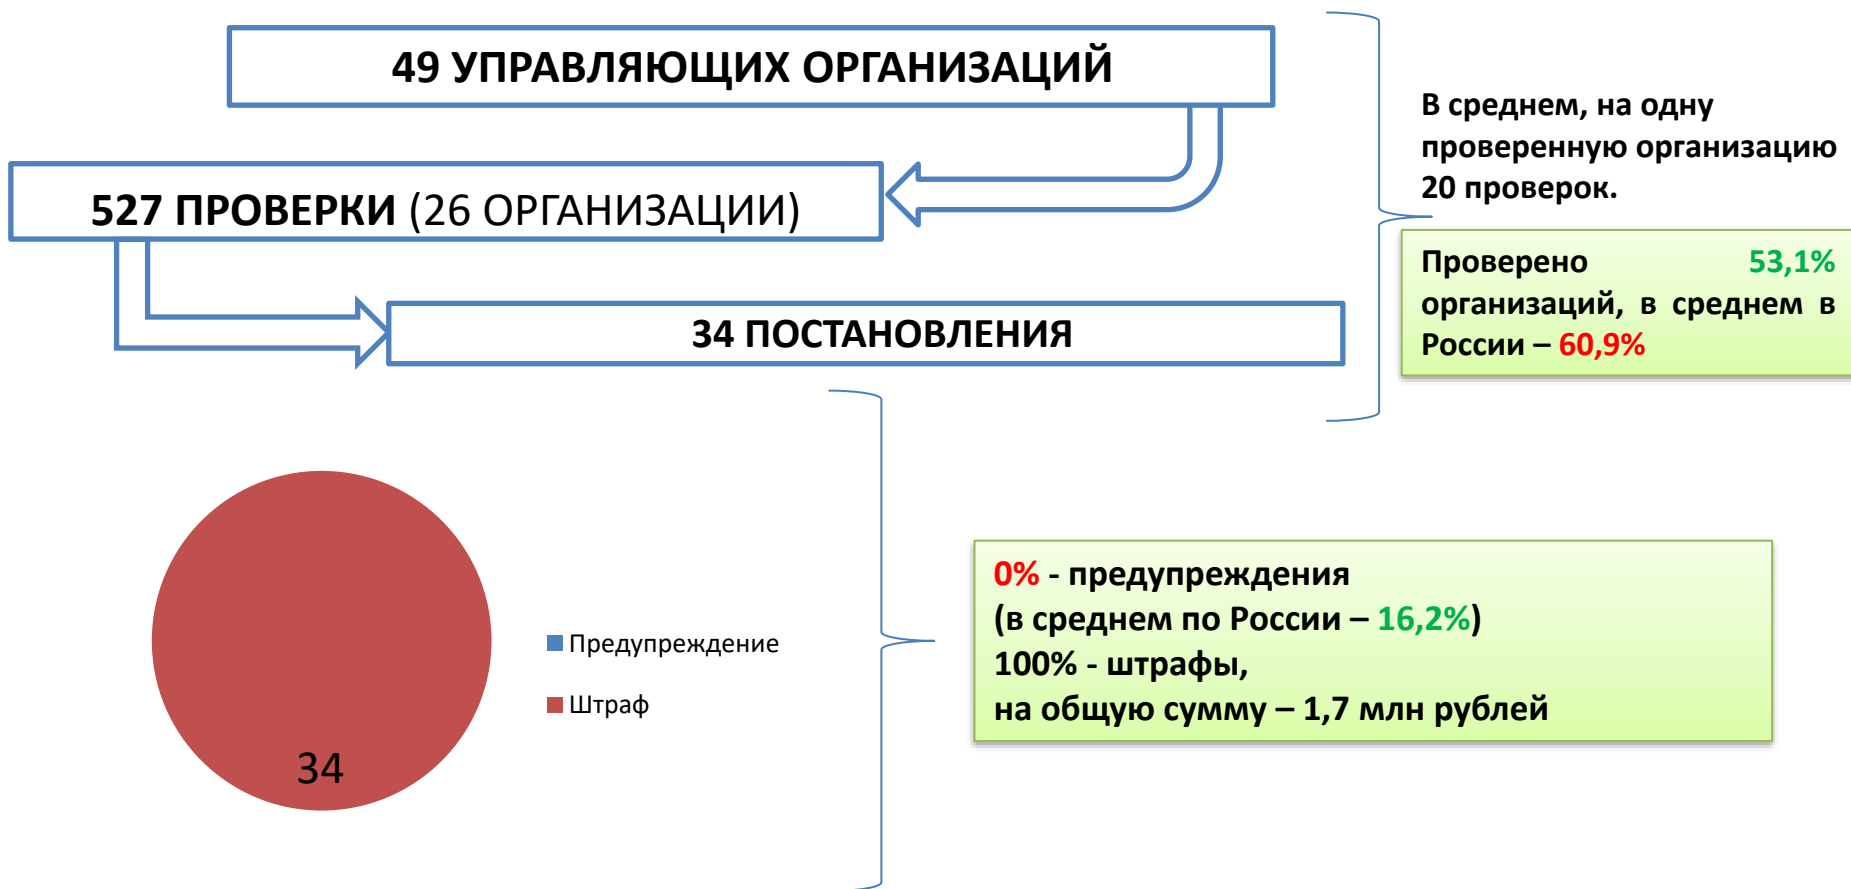 49 УПРАВЛЯЮЩИХ ОРГАНИЗАЦИЙ
527 ПРОВЕРКИ (26 ОРГАНИЗАЦИИ)
34 ПОСТАНОВЛЕНИЯ
В среднем, на одну
проверенную организацию
20 проверок.
Проверено 53,1%
организаций, в среднем в
России – 60,9%
34
Предупреждение
Штраф
0% - предупреждения
(в среднем по России – 16,2%)
100% - штрафы,
на общую сумму – 1,7 млн рублей